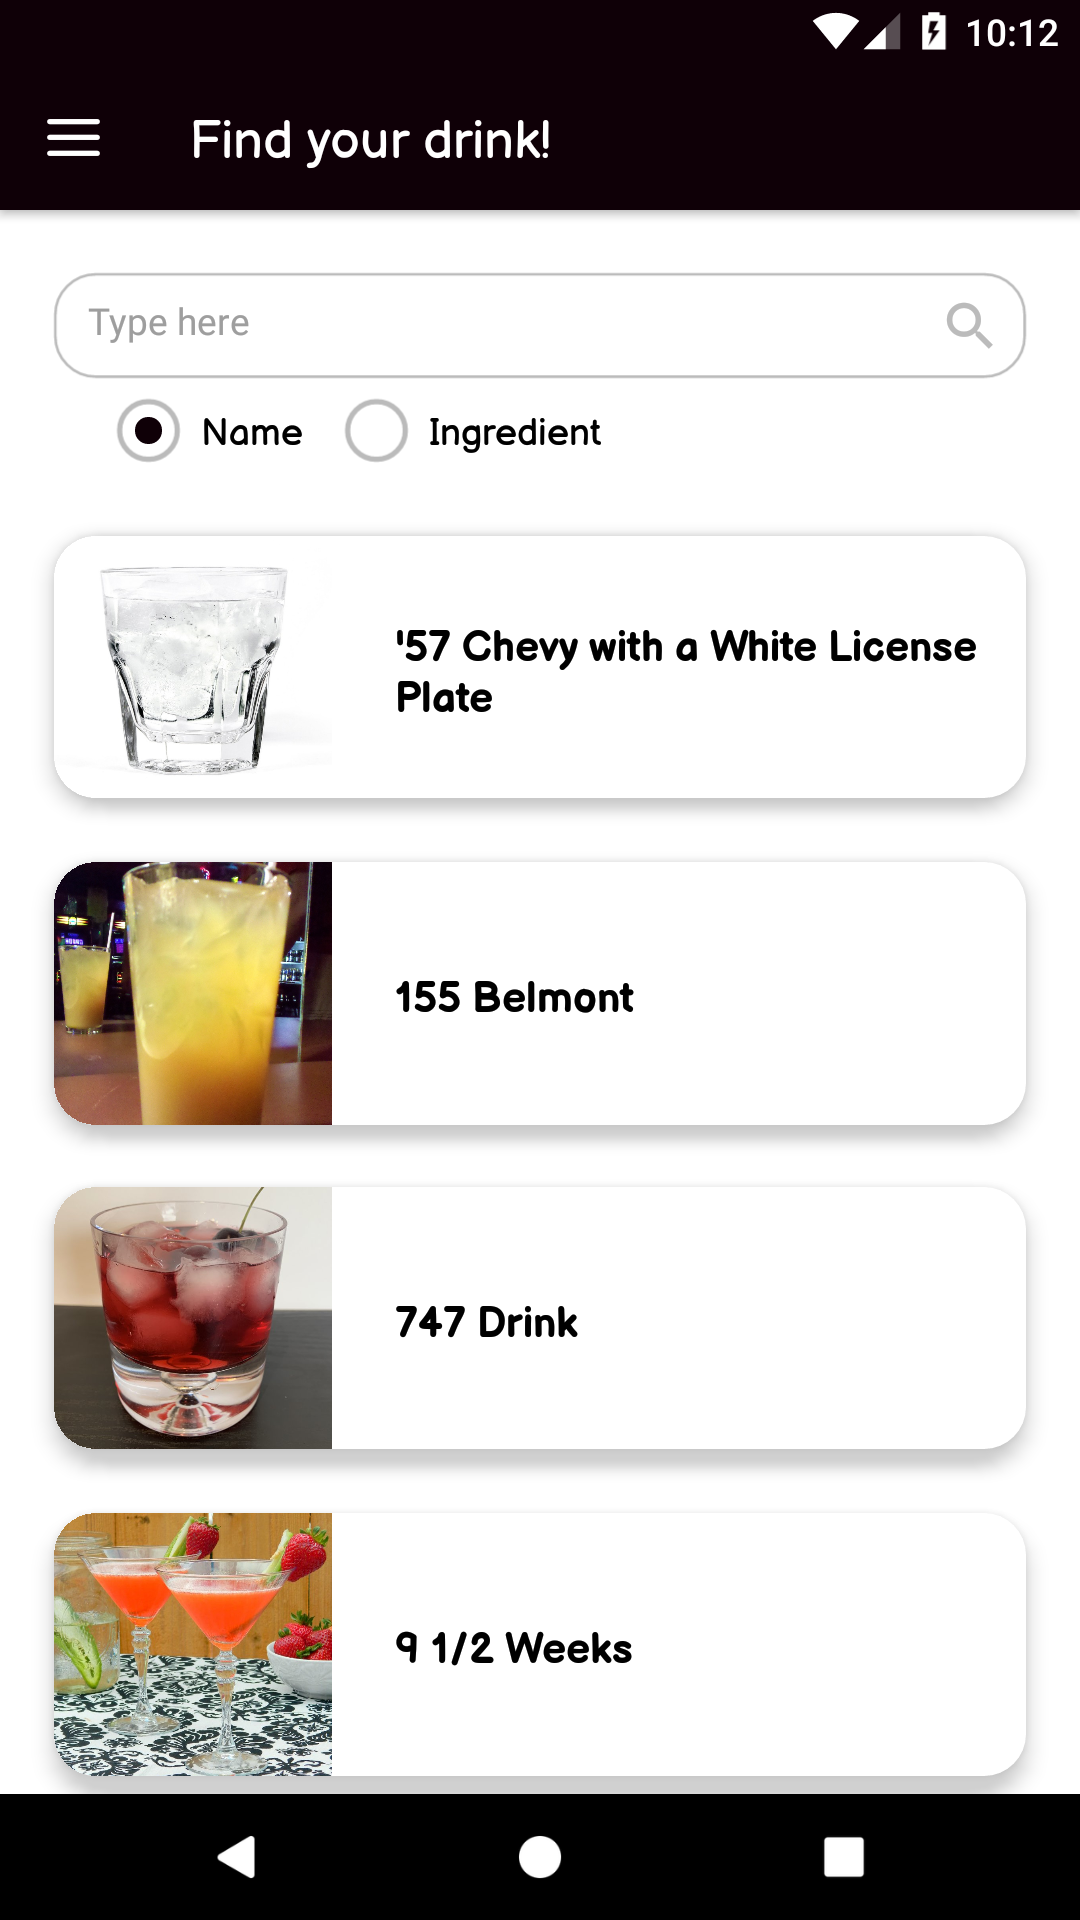 10:12
Find your drink!
Type here
Name
Ingredient
'57 Chevy with a White License
Plate
155 Belmont
747 Drink
9 1/2 Weeks